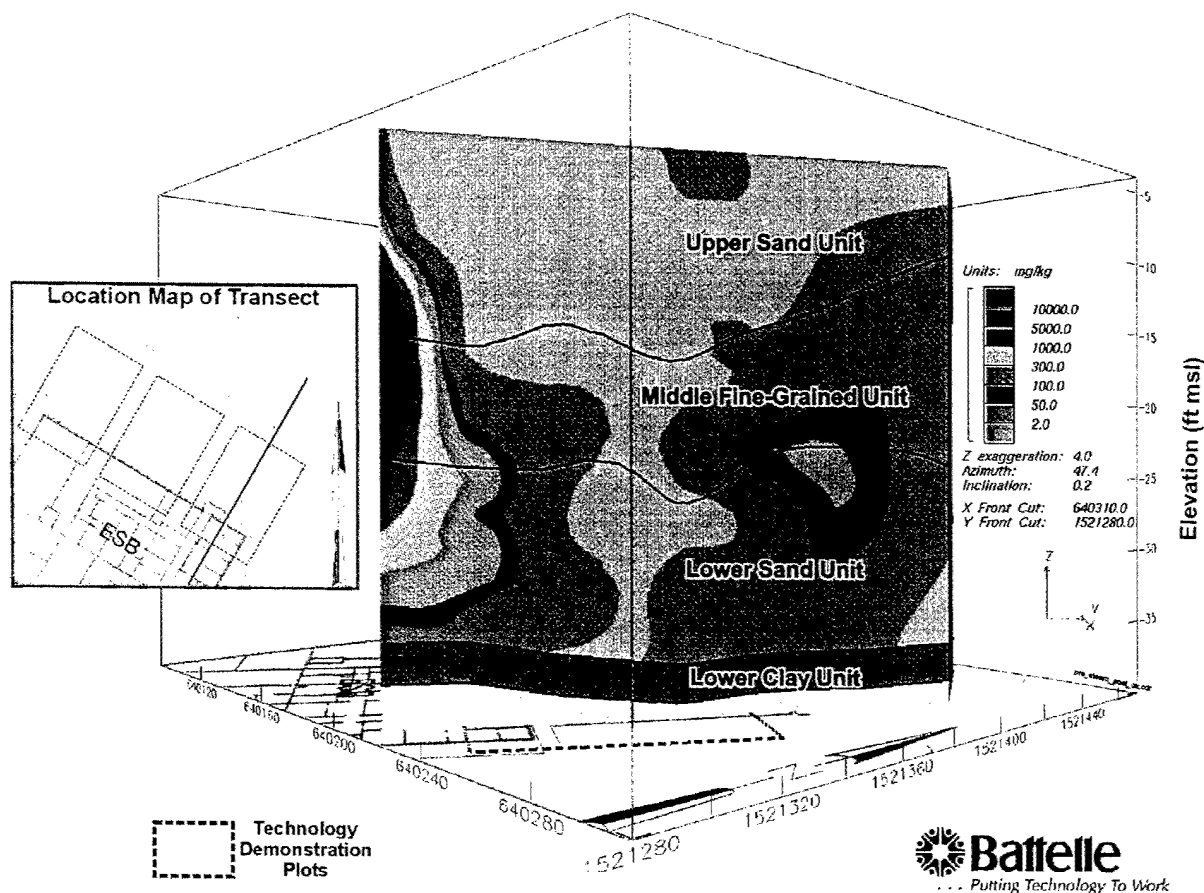 Location Map of Transect
ESB
Upper Sand Unit
Middle Fine-Grained Unit
Lower Sand Unit
Lower Clay Unit
Units: mg/kg
10000.0
5000.0
1000.0
300.0
100.0
50.0
2.0
Z exaggeration: 4.0
Azimuth: 47.4
Inclination: 0.2
X Front Cut: 640310.0
Y Front Cut: 1521280.0
-5
-10
-15
-20
-25
-30
-35
Elevation (ft msl)
Z
Y
X
640120
640160
640200
640240
640280
1521280
1521320
1521360
1521400
1521440
Technology
Demonstration
Plots
Battelle
... Putting Technology To Work